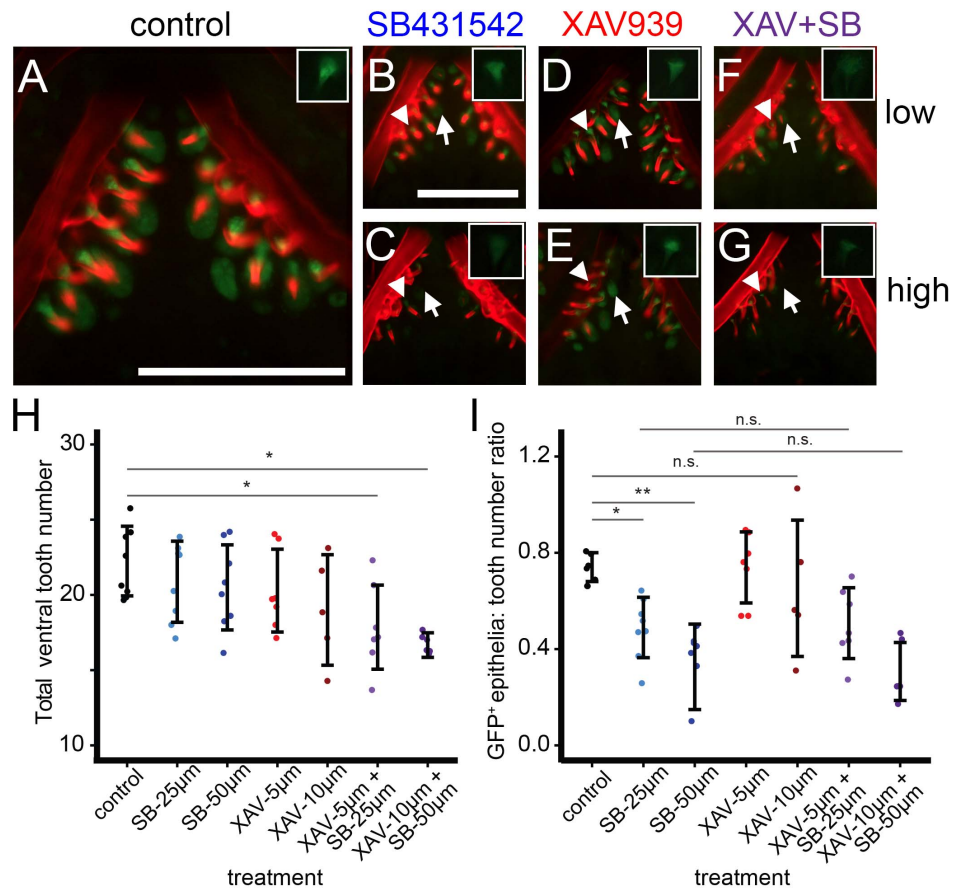 control
SB431542
XAV939
XAV+SB
A
B
D
F
low
C
E
G
high
H
I
Total ventral tooth number
30
20
10
*
*
control
SB-25μm
SB-50μm
XAV-5μm
XAV-10μm
XAV-5μm +
SB-25μm
XAV-10μm +
SB-50μm
treatment
GFP+ epithelia: tooth number ratio
1.2
0.8
0.4
0.0
n.s.
n.s.
n.s.
**
*
control
SB-25μm
SB-50μm
XAV-5μm
XAV-10μm
XAV-5μm +
SB-25μm
XAV-10μm +
SB-50μm
treatment